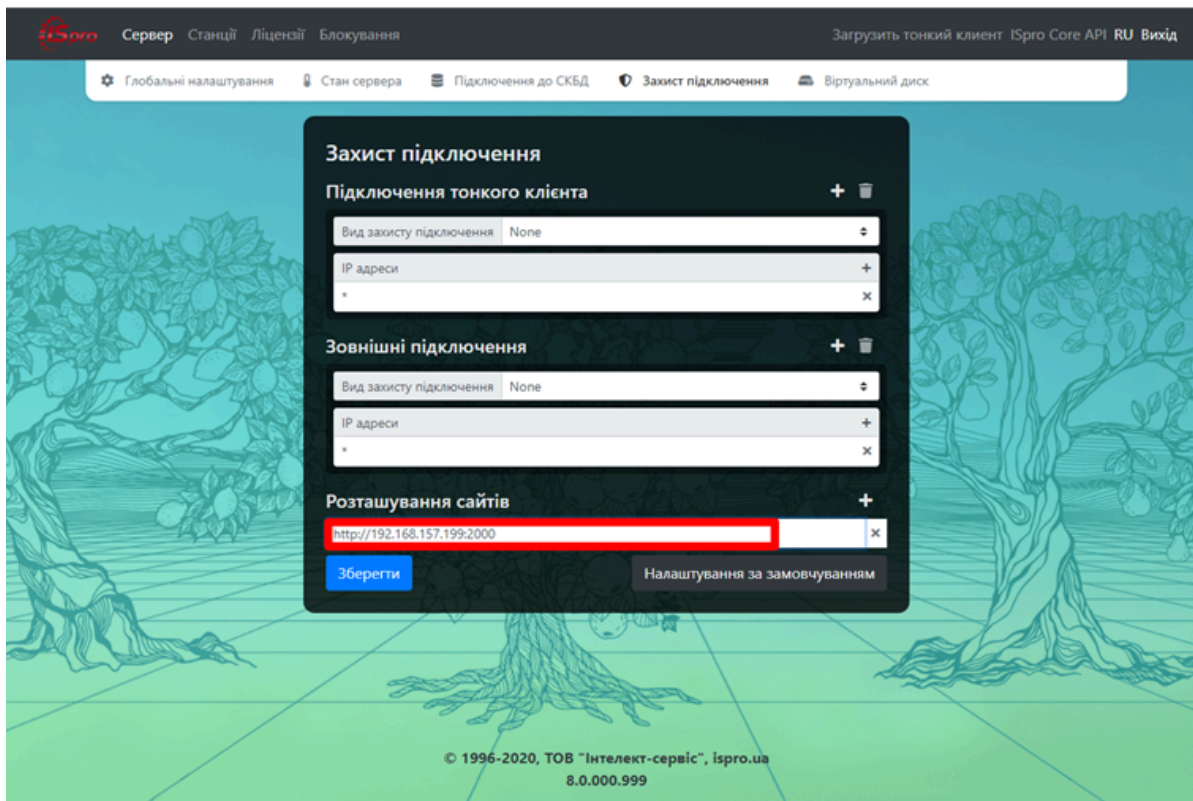 iSpro Сервер Станції Ліцензії Блокування Загрузить тонкий клиент ISpro Core API RU Вихід
Глобальні налаштування Стан сервера Підключення до СКБД Захист підключення Віртуальний диск
Захист підключення
Підключення тонкого клієнта
Вид захисту підключення None
IP адреси
*
Зовнішні підключення
Вид захисту підключення None
IP адреси
*
Розташування сайтів
http://192.168.157.199:2000
Зберегти Налаштування за замовчуванням
© 1996-2020, ТОВ "Інтелект-сервіс", ispro.ua
8.0.000.999